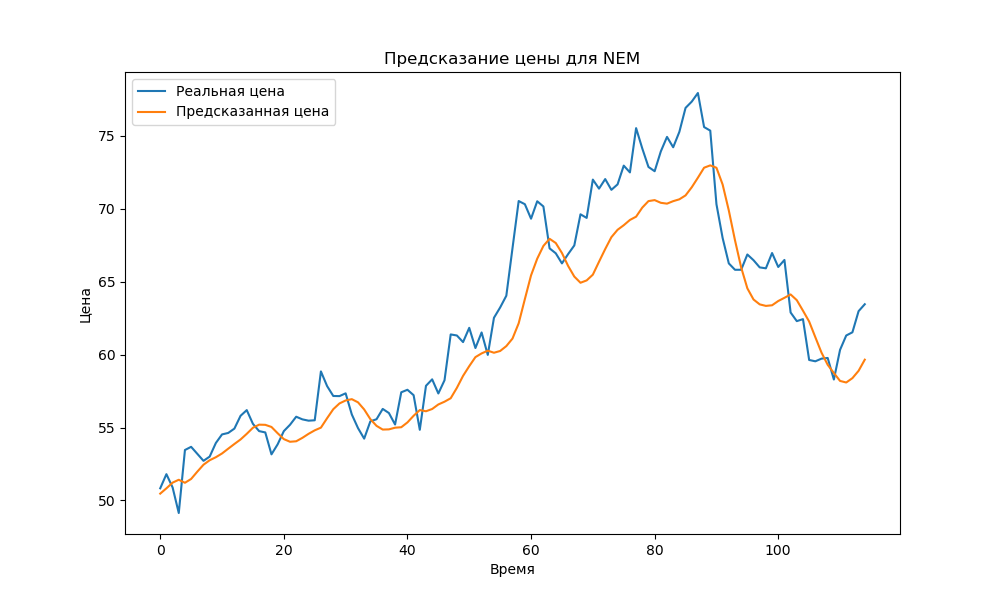 Предсказание цены для NEM
Реальная цена
Предсказанная цена
Цена
75
70
65
60
55
50
0 20 40 60 80 100
Время